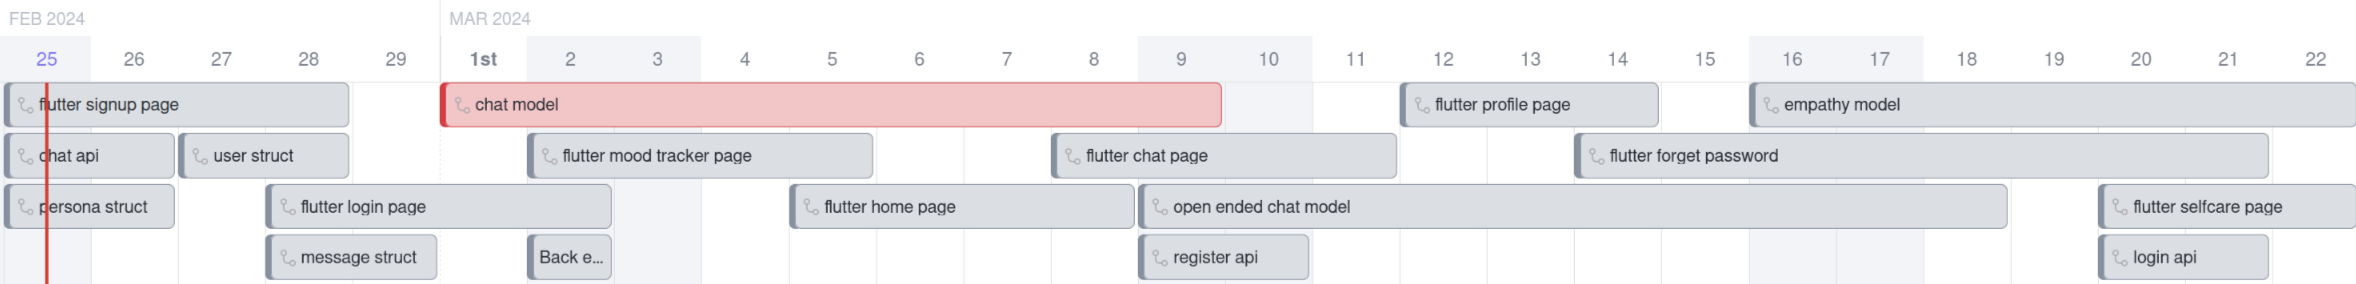 FEB 2024 MAR 2024
25 26 27 28 29 1st 2 3 4 5 6 7 8 9 10 11 12 13 14 15 16 17 18 19 20 21 22
flutter signup page chat model flutter profile page empathy model
chat api user struct flutter mood tracker page flutter chat page flutter forget password
persona struct flutter login page flutter home page open ended chat model flutter selfcare page
message struct Back e... register api login api